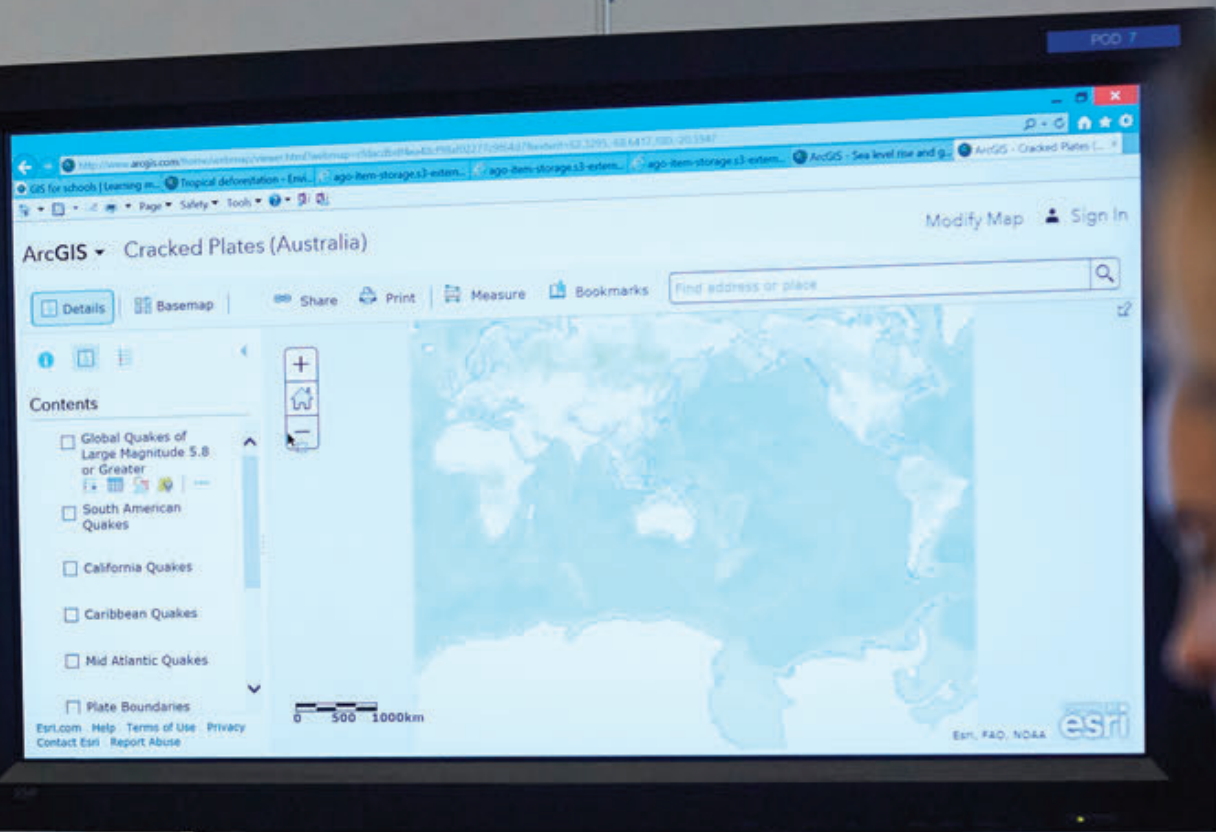 POD 7
arcgis.com
GIS for schools | Learning m... Tropical deforestation - Envi... ago-item-storage.s3-extern... ago-item-storage.s3-extern... ago-item-storage.s3-extern... ArcGIS - Sea level rise and g... ArcGIS - Cracked Plates (...
Page Safety Tools
ArcGIS Cracked Plates (Australia) Modify Map Sign In
Details Basemap Share Print Measure Bookmarks Find address or place
Contents
Global Quakes of
Large Magnitude 5.8
or Greater
South American
Quakes
California Quakes
Caribbean Quakes
Mid Atlantic Quakes
Plate Boundaries
Esri.com Help Terms of Use Privacy
Contact Esri Report Abuse
0 500 1000km
Esri, FAO, NOAA
esri